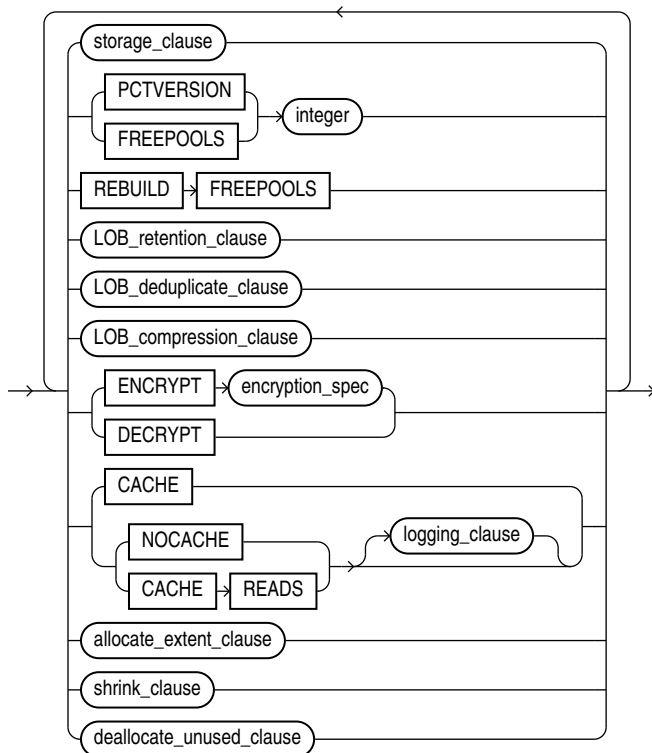 storage_clause
PCTVERSION
FREEPOOLS
integer
REBUILD FREEPOOLS
LOB_retention_clause
LOB_deduplicate_clause
LOB_compression_clause
ENCRYPT encryption_spec
DECRYPT
CACHE
NOCACHE
logging_clause
CACHE READS
allocate_extent_clause
shrink_clause
deallocate_unused_clause